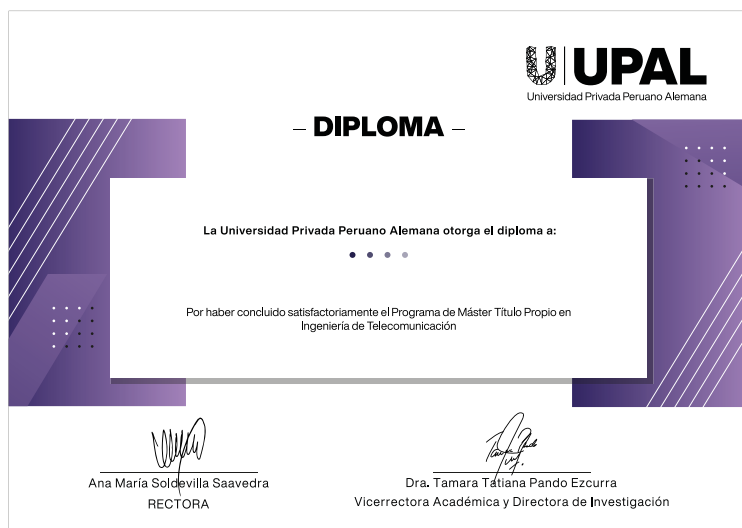 UPAL
Universidad Privada Peruano Alemana
– DIPLOMA –
La Universidad Privada Peruano Alemana otorga el diploma a:
Por haber concluido satisfactoriamente el Programa de Máster Título Propio en
Ingeniería de Telecomunicación
Ana María Soldevilla Saavedra
RECTORA
Dra. Tamara Tatiana Pando Ezcurra
Vicerrectora Académica y Directora de Investigación